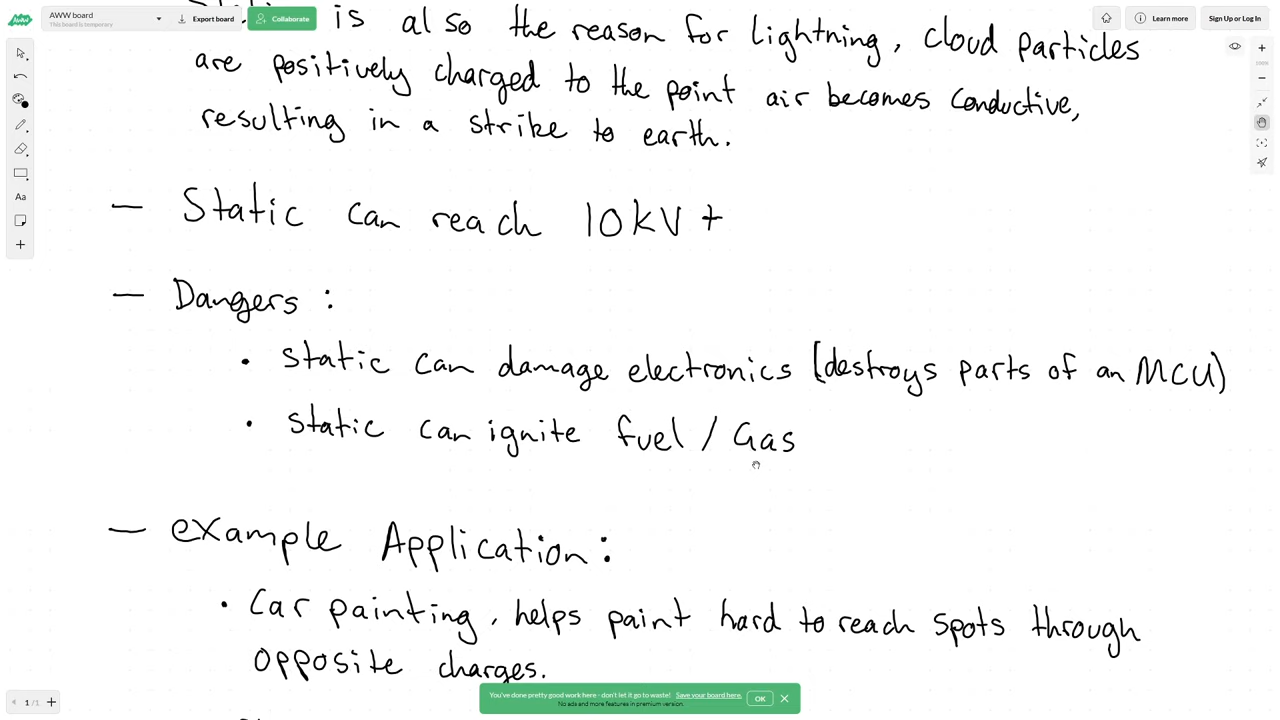 AWW board
This board is temporary
Export board
Collaborate
Learn more
Sign Up or Log In
is also the reason for lightning, cloud particles
are positively charged to the point air becomes conductive,
resulting in a strike to earth.
— Static can reach 10kV +
— Dangers :
• static can damage electronics (destroys parts of an MCU)
• static can ignite fuel / Gas
— example Application:
• Car painting, helps paint hard to reach spots through
opposite charges.
You've done pretty good work here - don't let it go to waste! Save your board here.
No ads and more features in premium version.
OK
Aa
100%
1 / 1